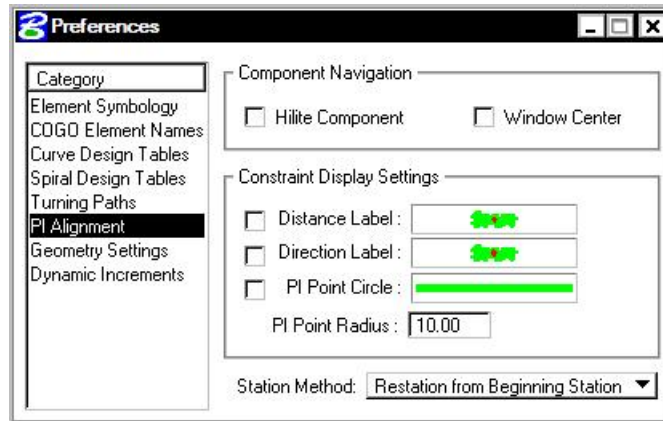 Preferences
Category
Element Symbology
COGO Element Names
Curve Design Tables
Spiral Design Tables
Turning Paths
PI Alignment
Geometry Settings
Dynamic Increments
Component Navigation
Hilite Component
Window Center
Constraint Display Settings
Distance Label :
Direction Label :
PI Point Circle :
PI Point Radius : 10.00
Station Method: Restation from Beginning Station